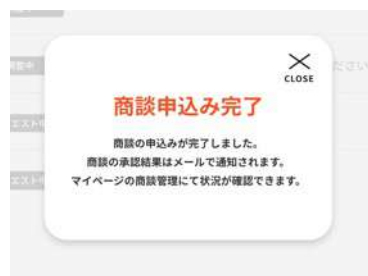 CLOSE
商談申込み完了
商談の申込みが完了しました。
商談の承認結果はメールで通知されます。
マイページの商談管理にて状況が確認できます。
ださい